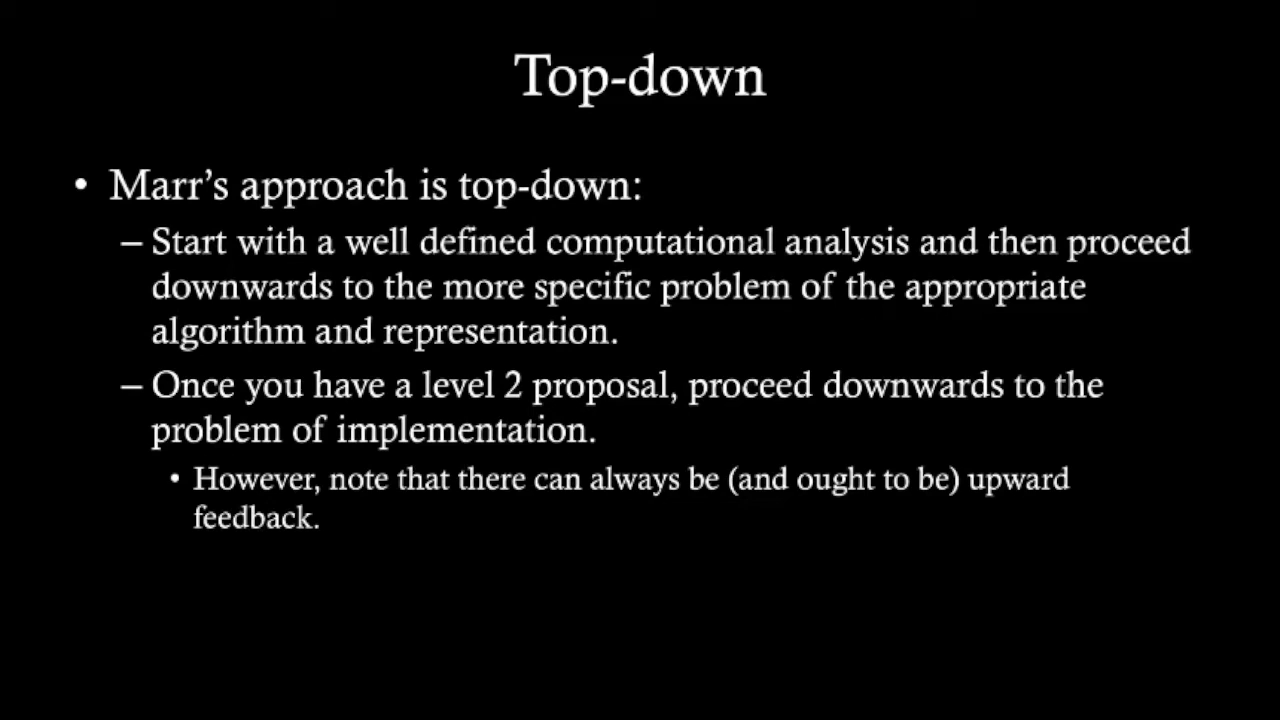 Top-down
• Marr’s approach is top-down:
– Start with a well defined computational analysis and then proceed
downwards to the more specific problem of the appropriate
algorithm and representation.
– Once you have a level 2 proposal, proceed downwards to the
problem of implementation.
• However, note that there can always be (and ought to be) upward
feedback.